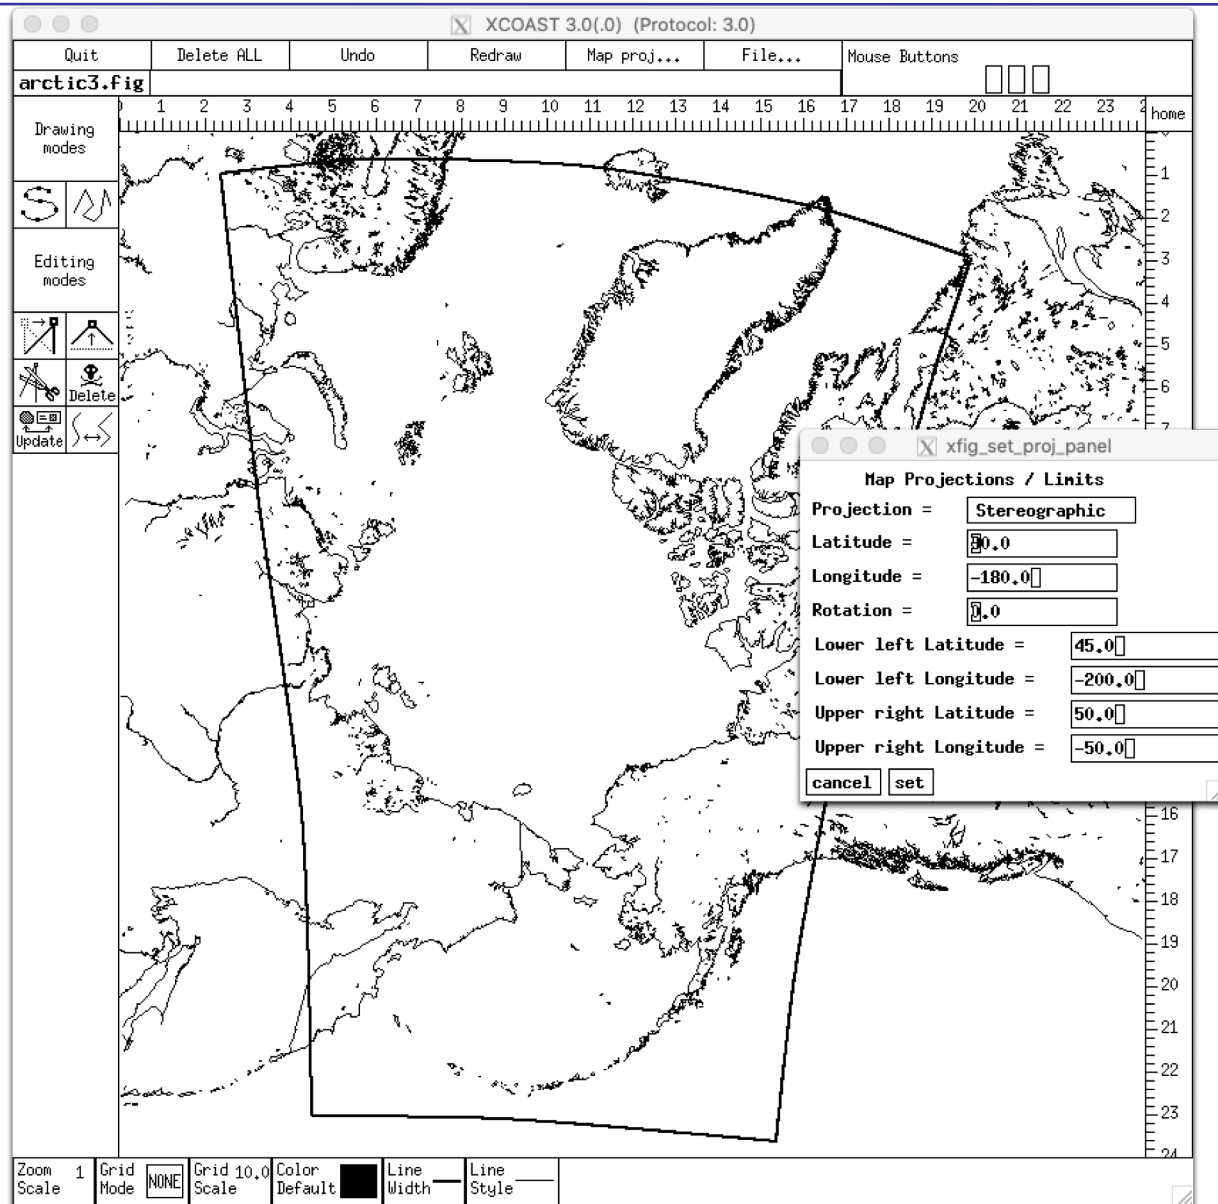 XCOAST 3.0(.0) (Protocol: 3.0)
Quit Delete ALL Undo Redraw Map proj... File... Mouse Buttons
arctic3.fig
1 2 3 4 5 6 7 8 9 10 11 12 13 14 15 16 17 18 19 20 21 22 23 home
Drawing
modes
1
2
Editing
modes
3
4
5
Delete
6
Update
7
xfig_set_proj_panel
Map Projections / Limits
Projection = Stereographic
Latitude = 90.0
Longitude = -180.0
Rotation = 0.0
Lower left Latitude = 45.0
Lower left Longitude = -200.0
Upper right Latitude = 50.0
Upper right Longitude = -50.0
cancel set
16
17
18
19
20
21
22
23
24
Zoom Scale 1 Grid Mode NONE Grid Scale 10.0 Color Default Line Width Line Style